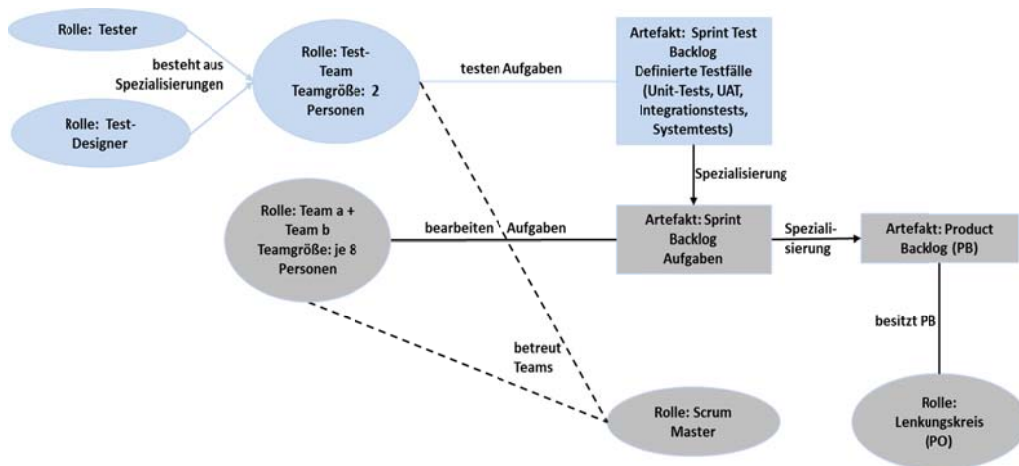 Rolle: Tester
besteht aus
Spezialisierungen
Rolle: Test-
Designer
Rolle: Test-
Team
Teamgröße: 2
Personen
testen Aufgaben
Artefakt: Sprint Test
Backlog
Definierte Testfälle
(Unit-Tests, UAT,
Integrationstests,
Systemtests)
Spezialisierung
Rolle: Team a +
Team b
Teamgröße: je 8
Personen
bearbeiten Aufgaben
Artefakt: Sprint
Backlog
Aufgaben
Speziali-
sierung
Artefakt: Product
Backlog (PB)
besitzt PB
betreut
Teams
Rolle: Scrum
Master
Rolle:
Lenkungskreis
(PO)